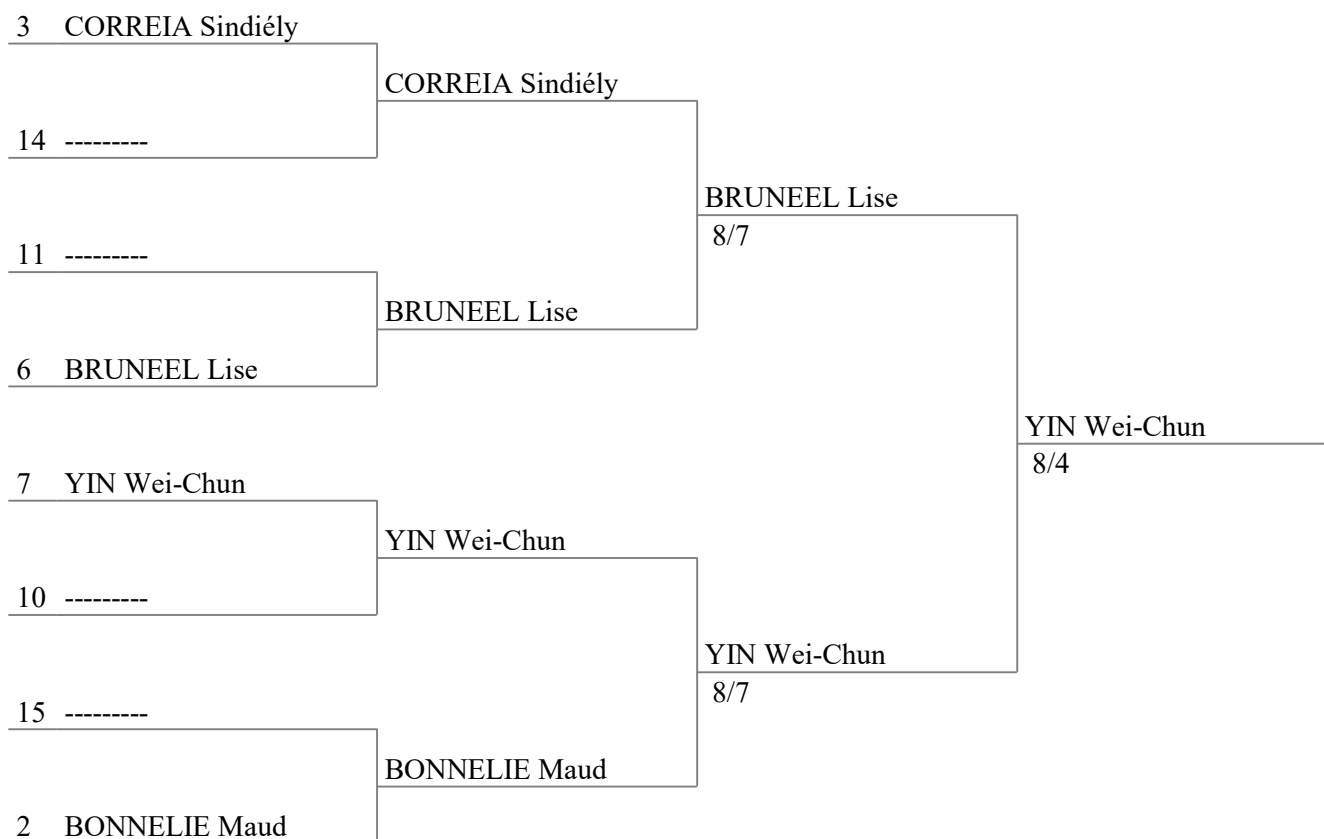 3 CORREIA Sindiély
CORREIA Sindiély
14 ---------
BRUNEEL Lise
8/7
11 ---------
BRUNEEL Lise
6 BRUNEEL Lise
YIN Wei-Chun
8/4
7 YIN Wei-Chun
YIN Wei-Chun
10 ---------
YIN Wei-Chun
8/7
15 ---------
BONNELIE Maud
2 BONNELIE Maud